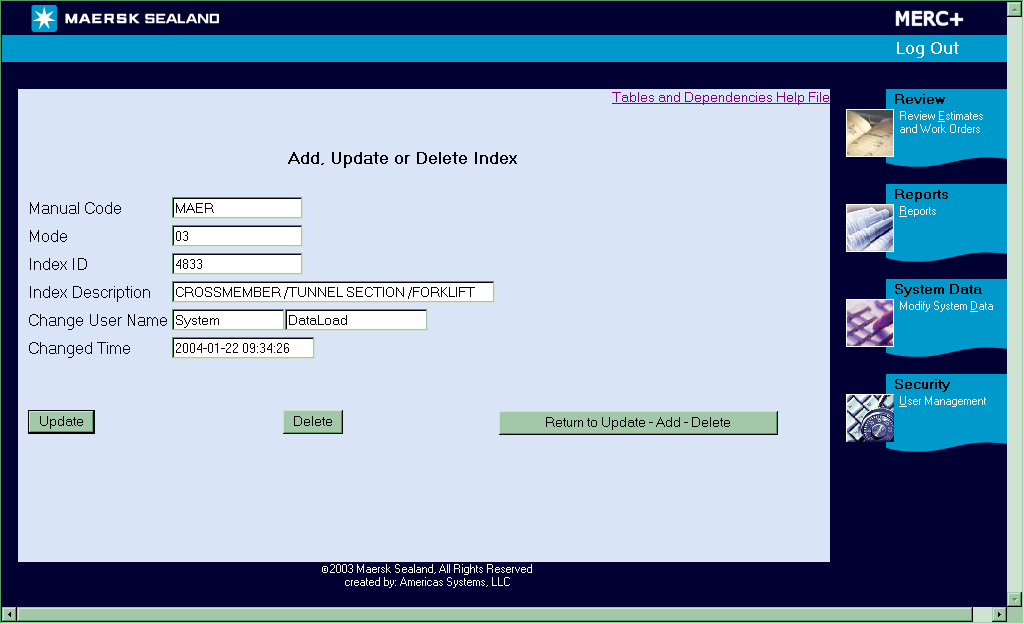 MAERSK SEALAND
MERC+
Log Out
Tables and Dependencies Help File
Add, Update or Delete Index
Manual Code MAER
Mode 03
Index ID 4833
Index Description CROSSMEMBER /TUNNEL SECTION /FORKLIFT
Change User Name System DataLoad
Changed Time 2004-01-22 09:34:26
Update Delete Return to Update - Add - Delete
Review
Review Estimates
and Work Orders
Reports
Reports
System Data
Modify System Data
Security
User Management
©2003 Maersk Sealand, All Rights Reserved
created by: Americas Systems, LLC